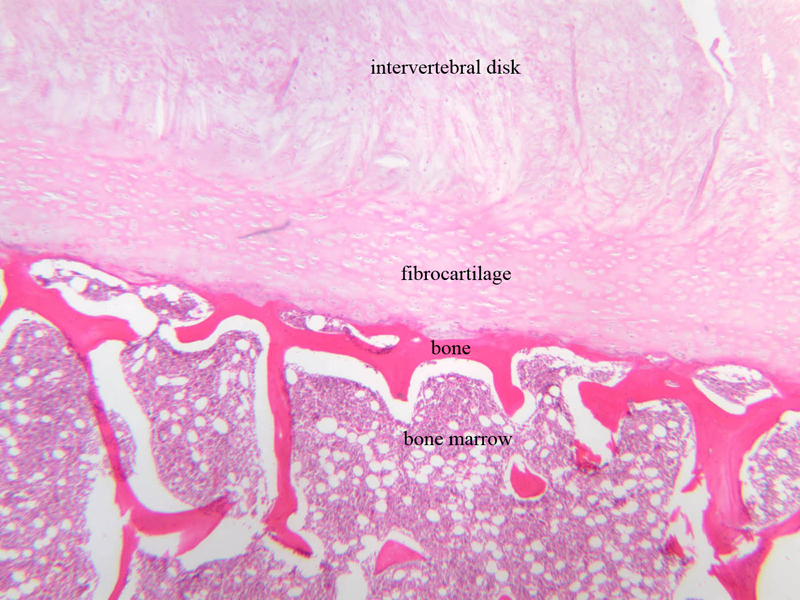 intervertebral disk
fibrocartilage
bone
bone marrow